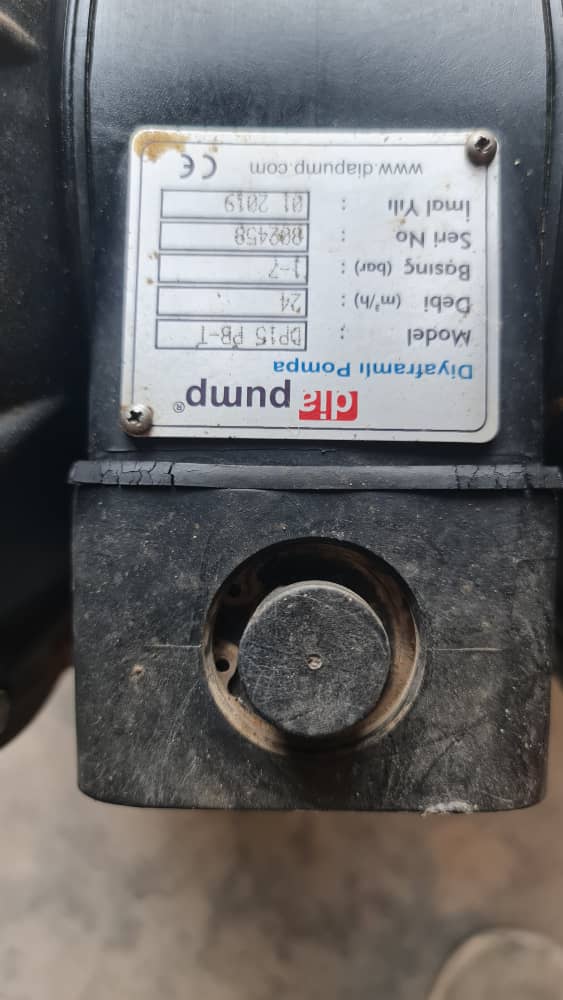 diapump®
Diyaframlı Pompa
Model : DP15 PB-T
Debi (m³/h) : 24
Basınç (bar) : 1-7
Seri No : 802458
İmal Yılı : 01 2019
www.diapump.com CE